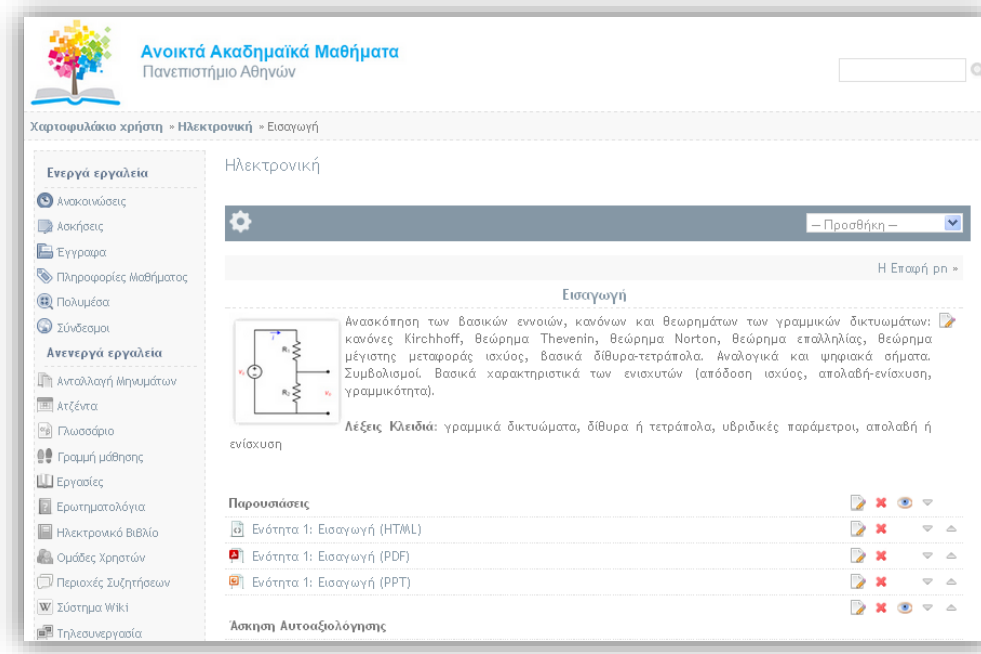 Ανοικτά Ακαδημαϊκά Μαθήματα
Πανεπιστήμιο Αθηνών
Χαρτοφυλάκιο χρήστη » Ηλεκτρονική » Εισαγωγή
Ενεργά εργαλεία
Ανακοινώσεις
Ασκήσεις
Έγγραφα
Πληροφορίες Μαθήματος
Πολυμέσα
Σύνδεσμοι
Ανενεργά εργαλεία
Ανταλλαγή Μηνυμάτων
Ατζέντα
Γλωσσάριο
Γραμμή μάθησης
Εργασίες
Ερωτηματολόγια
Ηλεκτρονικό Βιβλίο
Ομάδες Χρηστών
Περιοχές Συζητήσεων
Σύστημα Wiki
Τηλεσυνεργασία
Ηλεκτρονική
-- Προσθήκη --
Η Επαφή pn »
Εισαγωγή
Ανασκόπηση των βασικών εννοιών, κανόνων και θεωρημάτων των γραμμικών δικτυωμάτων:
κανόνες Kirchhoff, θεώρημα Thevenin, θεώρημα Norton, θεώρημα επαλληλίας, θεώρημα
μέγιστης μεταφοράς ισχύος, βασικά δίθυρα-τετράπολα. Αναλογικά και ψηφιακά σήματα.
Συμβολισμοί. Βασικά χαρακτηριστικά των ενισχυτών (απόδοση ισχύος, απολαβή-ενίσχυση,
γραμμικότητα).
Λέξεις Κλειδιά: γραμμικά δικτυώματα, δίθυρα ή τετράπολα, υβριδικές παράμετροι, απολαβή ή
ενίσχυση
R₁
R₂
Παρουσιάσεις
Ενότητα 1: Εισαγωγή (HTML)
Ενότητα 1: Εισαγωγή (PDF)
Ενότητα 1: Εισαγωγή (PPT)
Άσκηση Αυτοαξιολόγησης